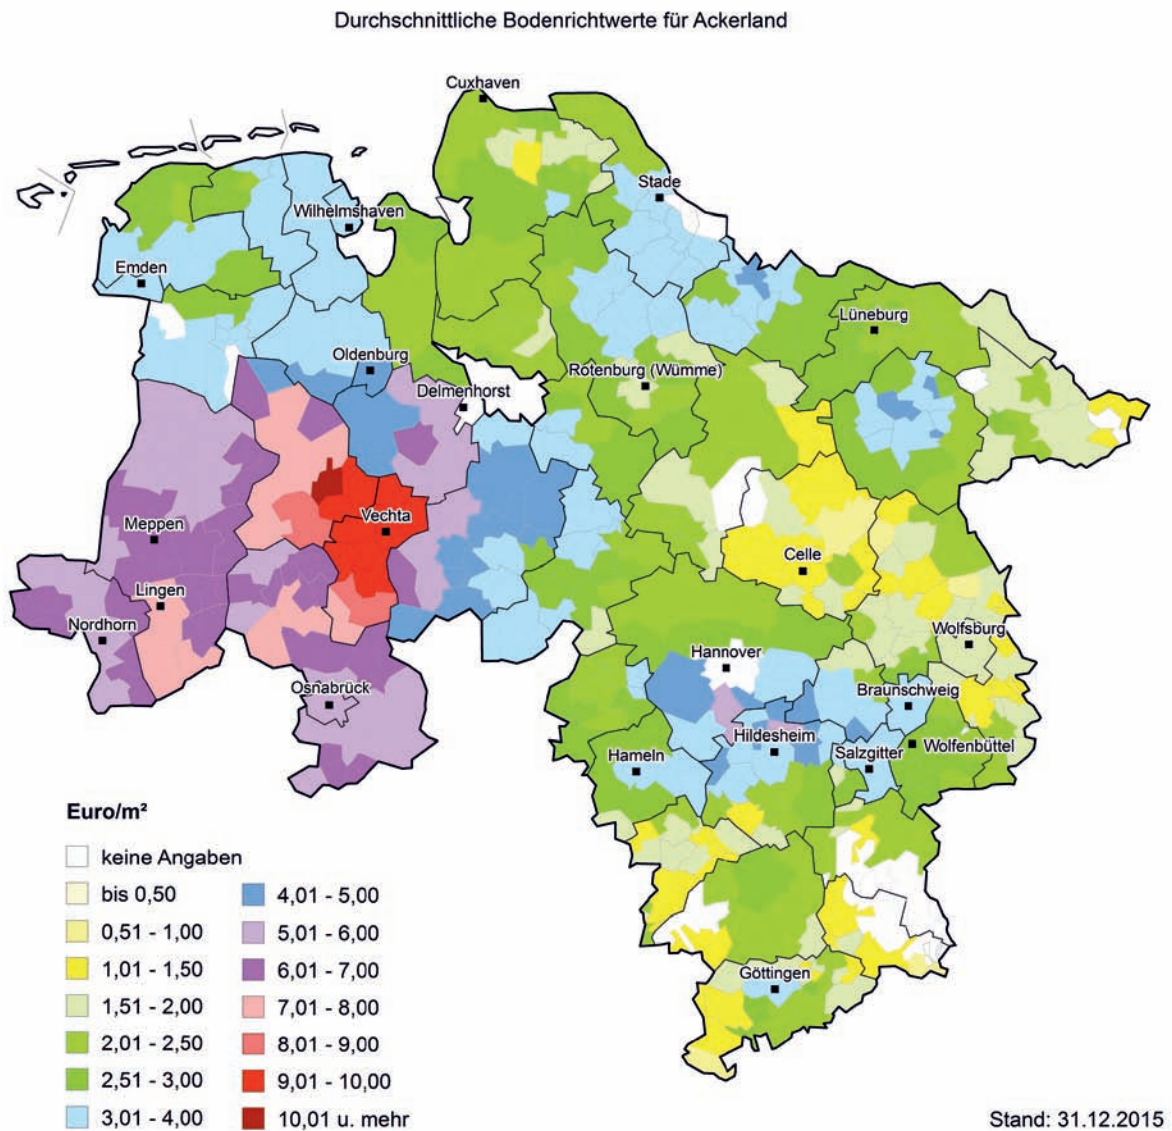 Durchschnittliche Bodenrichtwerte für Ackerland
Cuxhaven
Stade
Wilhelmshaven
Emden
Lüneburg
Oldenburg
Rotenburg (Wümme)
Delmenhorst
Vechta
Meppen
Celle
Lingen
Nordhorn
Wolfsburg
Hannover
Osnabrück
Braunschweig
Hildesheim
Wolfenbüttel
Hameln
Salzgitter
Göttingen
Euro/m²
keine Angaben
bis 0,50
0,51 - 1,00
1,01 - 1,50
1,51 - 2,00
2,01 - 2,50
2,51 - 3,00
3,01 - 4,00
4,01 - 5,00
5,01 - 6,00
6,01 - 7,00
7,01 - 8,00
8,01 - 9,00
9,01 - 10,00
10,01 u. mehr
Stand: 31.12.2015